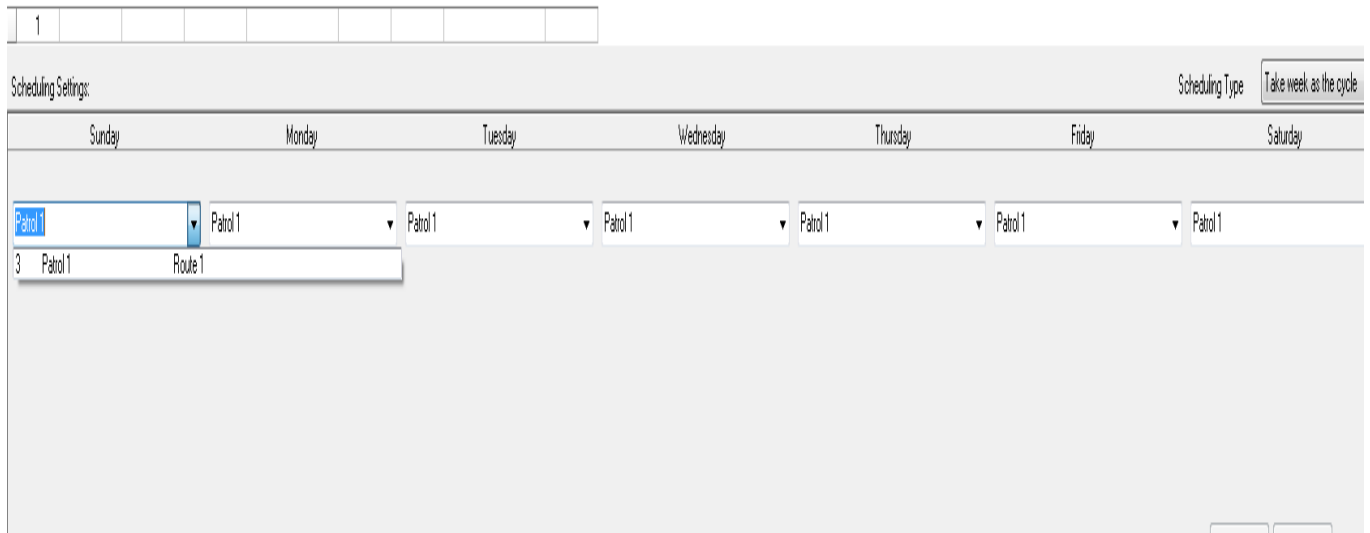 1
Scheduling Settings: Scheduling Type Take week as the cycle
Sunday Monday Tuesday Wednesday Thursday Friday Saturday
Patrol 1 Patrol 1 Patrol 1 Patrol 1 Patrol 1 Patrol 1 Patrol 1
3 Patrol 1 Route 1